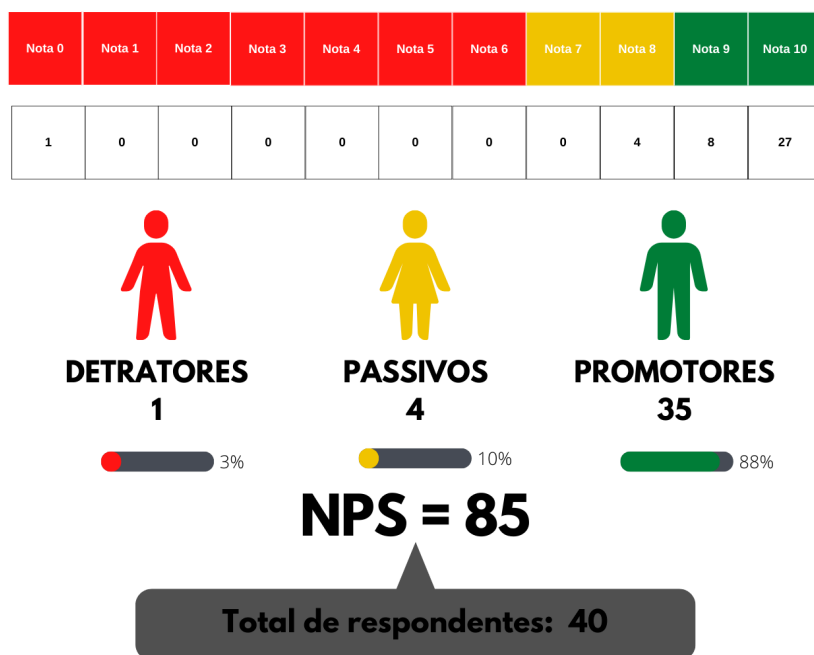 Nota 0 Nota 1 Nota 2 Nota 3 Nota 4 Nota 5 Nota 6 Nota 7 Nota 8 Nota 9 Nota 10
1 0 0 0 0 0 0 0 4 8 27
DETRATORES PASSIVOS PROMOTORES
1 4 35
3% 10% 88%
NPS = 85
Total de respondentes: 40